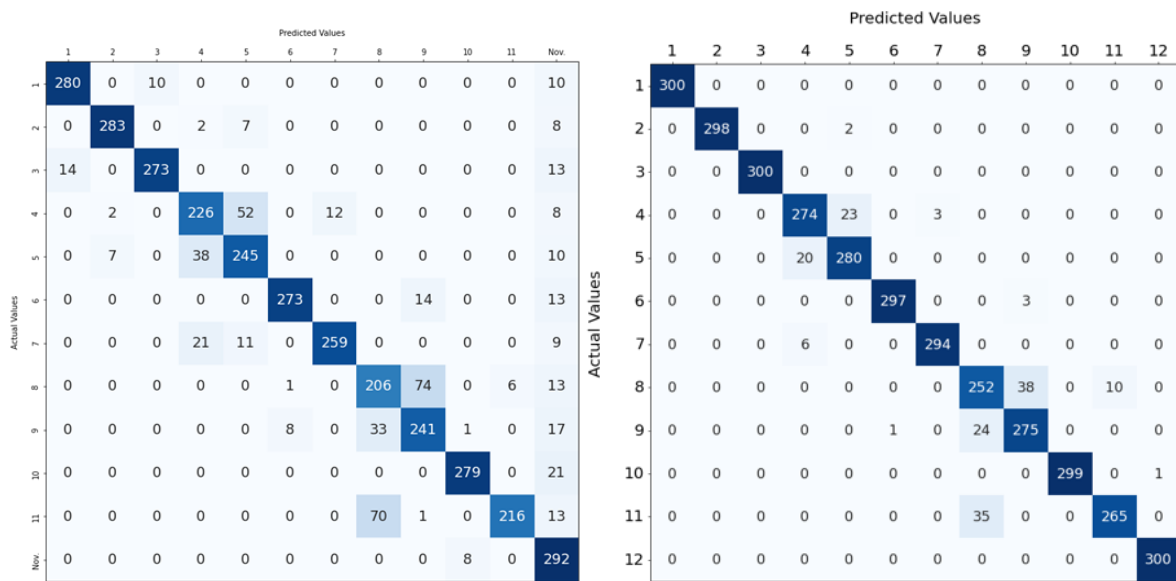 Predicted Values
1 2 3 4 5 6 7 8 9 10 11 Nov.
Actual Values
1 280 0 10 0 0 0 0 0 0 0 0 10
2 0 283 0 2 7 0 0 0 0 0 0 8
3 14 0 273 0 0 0 0 0 0 0 0 13
4 0 2 0 226 52 0 12 0 0 0 0 8
5 0 7 0 38 245 0 0 0 0 0 0 10
6 0 0 0 0 0 273 0 0 14 0 0 13
7 0 0 0 21 11 0 259 0 0 0 0 9
8 0 0 0 0 0 1 0 206 74 0 6 13
9 0 0 0 0 0 8 0 33 241 1 0 17
10 0 0 0 0 0 0 0 0 0 279 0 21
11 0 0 0 0 0 0 0 70 1 0 216 13
Nov. 0 0 0 0 0 0 0 0 0 8 0 292
Predicted Values
1 2 3 4 5 6 7 8 9 10 11 12
Actual Values
1 300 0 0 0 0 0 0 0 0 0 0 0
2 0 298 0 0 2 0 0 0 0 0 0 0
3 0 0 300 0 0 0 0 0 0 0 0 0
4 0 0 0 274 23 0 3 0 0 0 0 0
5 0 0 0 20 280 0 0 0 0 0 0 0
6 0 0 0 0 0 297 0 0 3 0 0 0
7 0 0 0 6 0 0 294 0 0 0 0 0
8 0 0 0 0 0 0 0 252 38 0 10 0
9 0 0 0 0 0 1 0 24 275 0 0 0
10 0 0 0 0 0 0 0 0 0 299 0 1
11 0 0 0 0 0 0 0 35 0 0 265 0
12 0 0 0 0 0 0 0 0 0 0 0 300